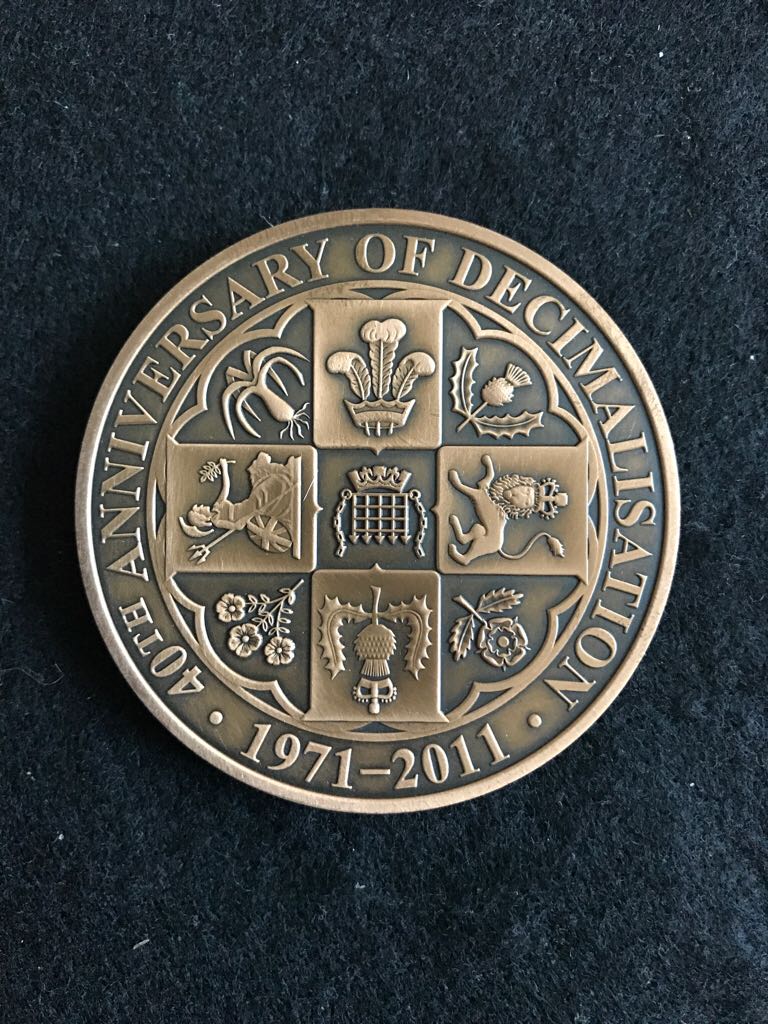 40TH ANNIVERSARY OF DECIMALISATION
• 1971–2011 •